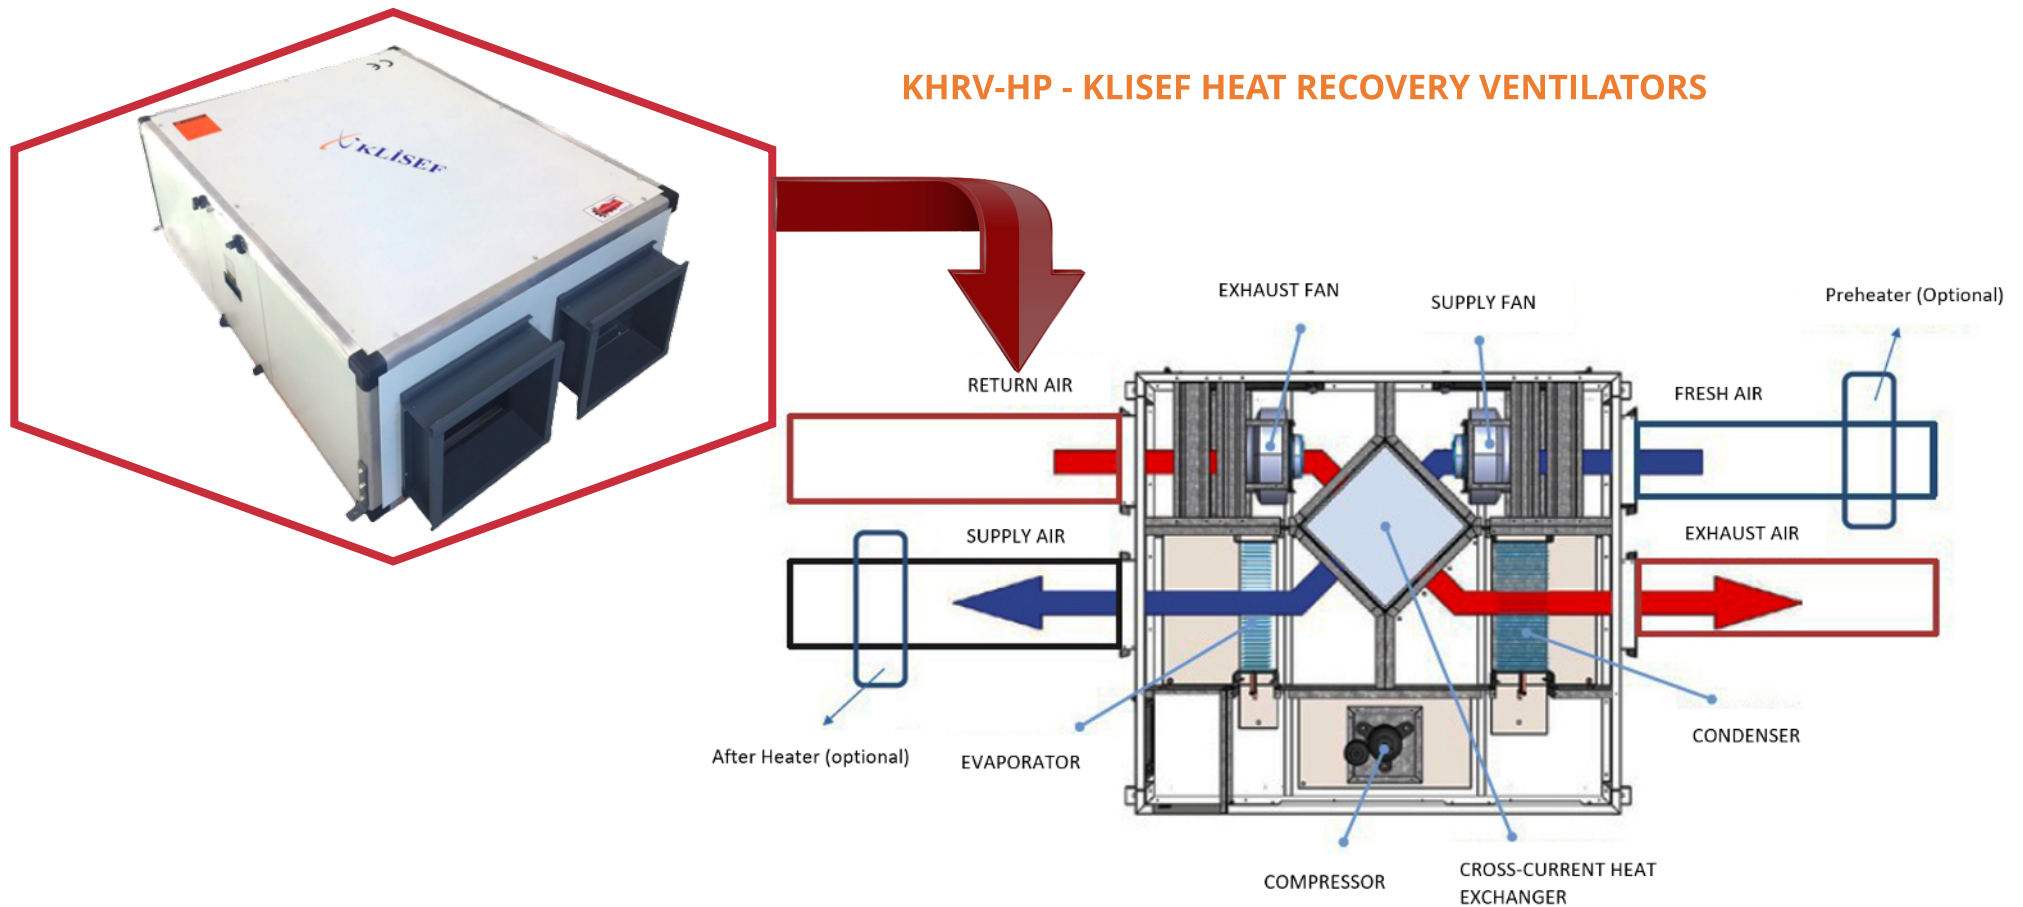 KHRV-HP - KLISEF HEAT RECOVERY VENTILATORS
CE
KLİSEF
EXHAUST FAN
SUPPLY FAN
Preheater (Optional)
RETURN AIR
FRESH AIR
SUPPLY AIR
EXHAUST AIR
After Heater (optional)
EVAPORATOR
CONDENSER
COMPRESSOR
CROSS-CURRENT HEAT
EXCHANGER